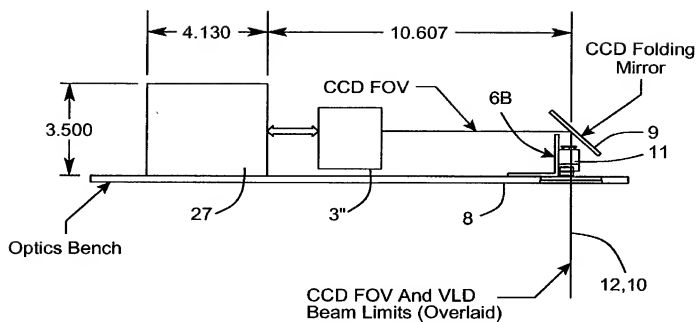 4.130
10.607
CCD Folding
Mirror
CCD FOV
6B
3.500
9
11
27
3"
8
Optics Bench
12,10
CCD FOV And VLD
Beam Limits (Overlaid)